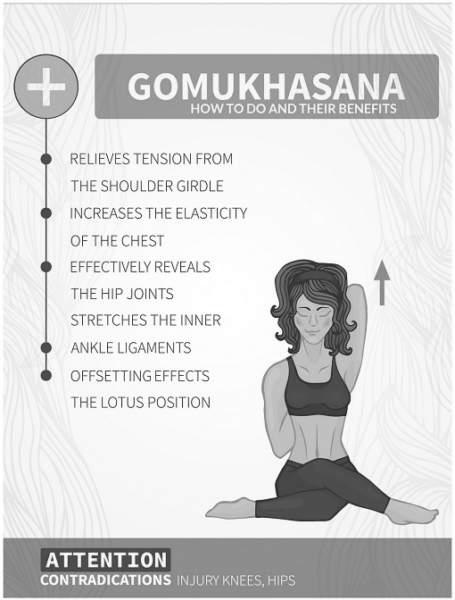 GOMUKHASANA
HOW TO DO AND THEIR BENEFITS
RELIEVES TENSION FROM
THE SHOULDER GIRDLE
INCREASES THE ELASTICITY
OF THE CHEST
EFFECTIVELY REVEALS
THE HIP JOINTS
STRETCHES THE INNER
ANKLE LIGAMENTS
OFFSETTING EFFECTS
THE LOTUS POSITION
ATTENTION
CONTRADICATIONS INJURY KNEES, HIPS